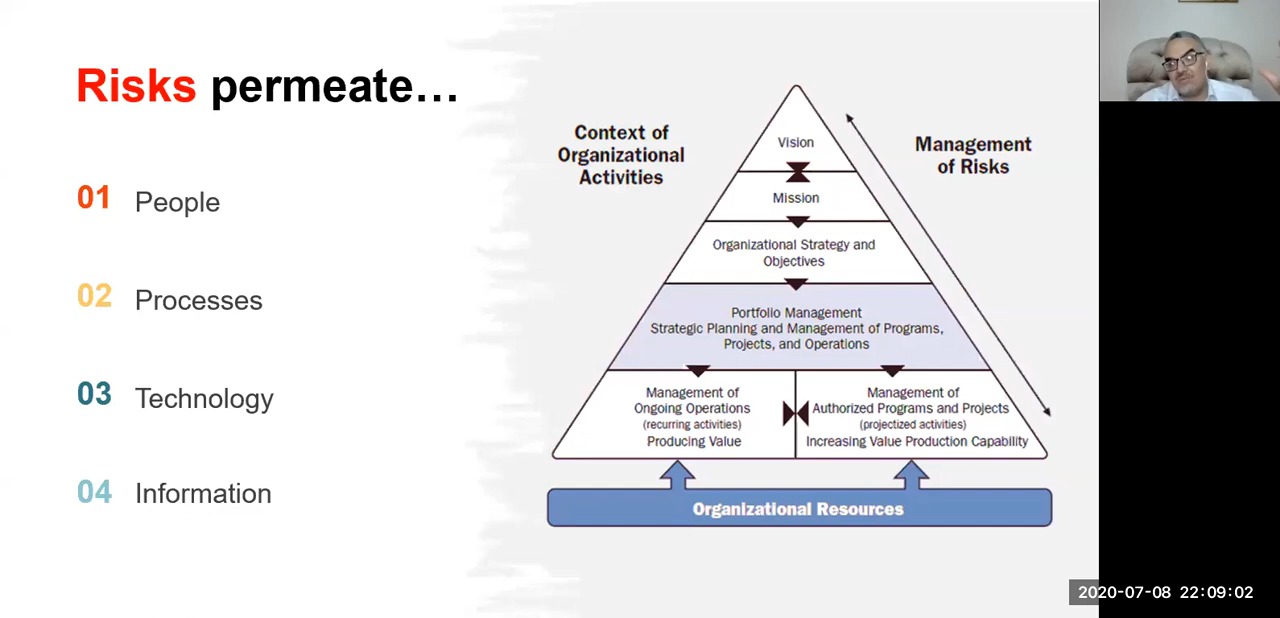 Risks permeate…
01 People
02 Processes
03 Technology
04 Information
Context of
Organizational
Activities
Management
of Risks
Vision
Mission
Organizational Strategy and
Objectives
Portfolio Management
Strategic Planning and Management of Programs,
Projects, and Operations
Management of
Ongoing Operations
(recurring activities)
Producing Value
Management of
Authorized Programs and Projects
(projectized activities)
Increasing Value Production Capability
Organizational Resources
2020-07-08 22:09:02